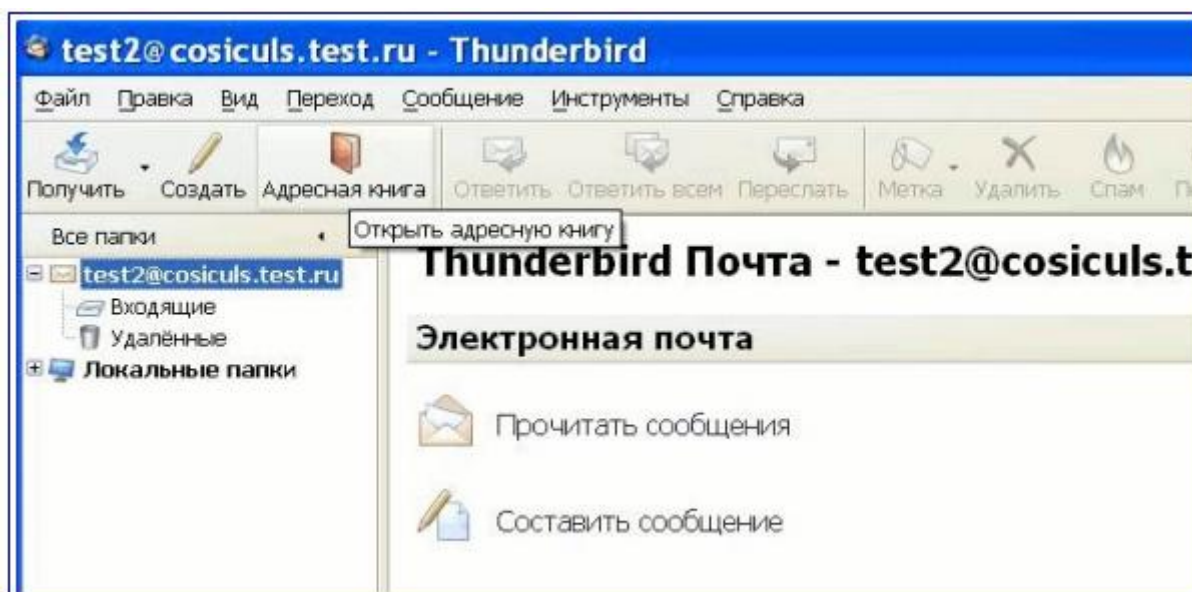 test2@cosiculs.test.ru - Thunderbird
Файл Правка Вид Переход Сообщение Инструменты Справка
Получить Создать Адресная книга Ответить Ответить всем Переслать Метка Удалить Спам
Все папки
Открыть адресную книгу
test2@cosiculs.test.ru
Входящие
Удалённые
Локальные папки
Thunderbird Почта - test2@cosiculs.t
Электронная почта
Прочитать сообщения
Составить сообщение